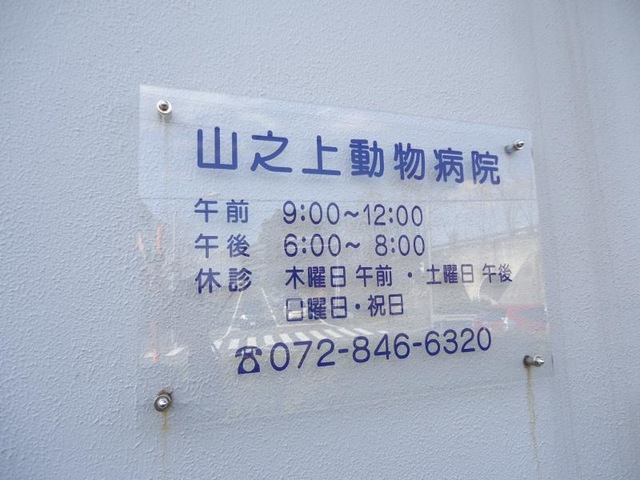 山之上動物病院
午前 9:00～12:00
午後 6:00～ 8:00
休診 木曜日 午前・土曜日 午後
日曜日・祝日
☎072-846-6320